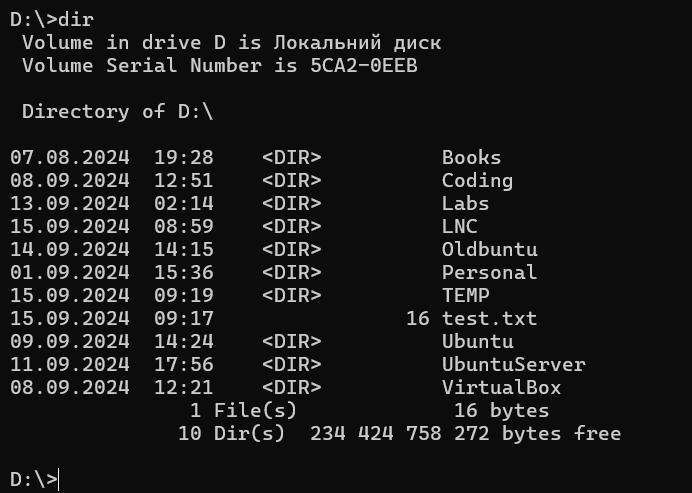 D:\>dir
 Volume in drive D is Локальний диск
 Volume Serial Number is 5CA2-0EEB

 Directory of D:\

07.08.2024  19:28    <DIR>          Books
08.09.2024  12:51    <DIR>          Coding
13.09.2024  02:14    <DIR>          Labs
15.09.2024  08:59    <DIR>          LNC
14.09.2024  14:15    <DIR>          Oldbuntu
01.09.2024  15:36    <DIR>          Personal
15.09.2024  09:19    <DIR>          TEMP
15.09.2024  09:17                16 test.txt
09.09.2024  14:24    <DIR>          Ubuntu
11.09.2024  17:56    <DIR>          UbuntuServer
08.09.2024  12:21    <DIR>          VirtualBox
               1 File(s)             16 bytes
              10 Dir(s)  234 424 758 272 bytes free

D:\>